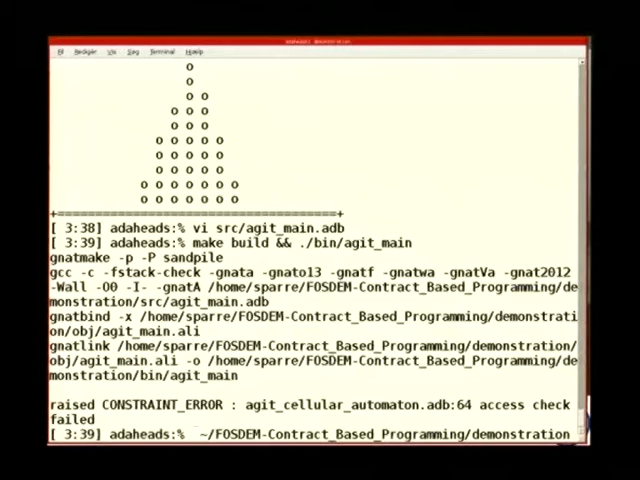 Terminal
o
o
o o
o o o
o o o
o o o o o
o o o o o
o o o o o
o o o o o o o
o o o o o o o
+=====================================+
[ 3:38] adaheads:% vi src/agit_main.adb
[ 3:39] adaheads:% make build && ./bin/agit_main
gnatmake -p -P sandpile
gcc -c -fstack-check -gnata -gnato13 -gnatf -gnatwa -gnatVa -gnat2012
-Wall -O0 -I- -gnatA /home/sparre/FOSDEM-Contract_Based_Programming/de
monstration/src/agit_main.adb
gnatbind -x /home/sparre/FOSDEM-Contract_Based_Programming/demonstrati
on/obj/agit_main.ali
gnatlink /home/sparre/FOSDEM-Contract_Based_Programming/demonstration/
obj/agit_main.ali -o /home/sparre/FOSDEM-Contract_Based_Programming/de
monstration/bin/agit_main
raised CONSTRAINT_ERROR : agit_cellular_automaton.adb:64 access check
failed
[ 3:39] adaheads:% ~/FOSDEM-Contract_Based_Programming/demonstration